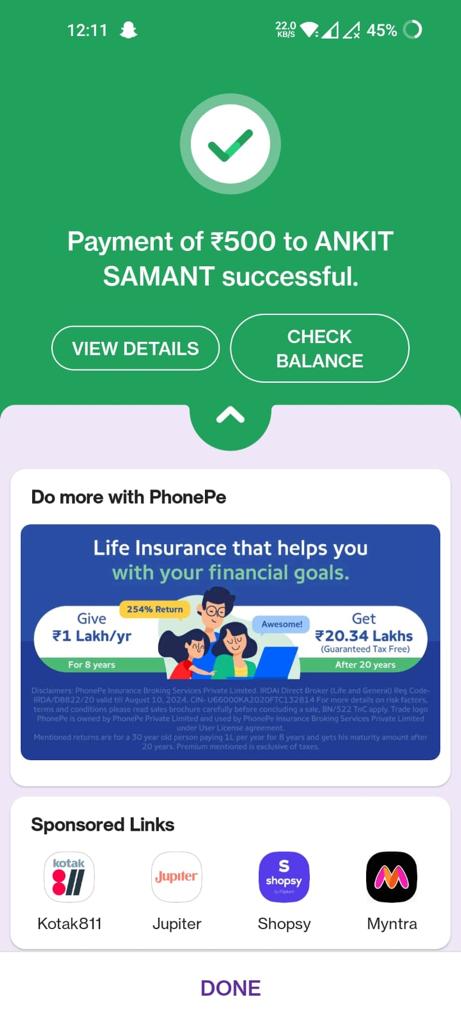 12:11
22.0
KB/S
45%
Payment of ₹500 to ANKIT
SAMANT successful.
VIEW DETAILS
CHECK
BALANCE
Do more with PhonePe
Life Insurance that helps you
with your financial goals.
254% Return
Awesome!
Give
₹1 Lakh/yr
For 8 years
Get
₹20.34 Lakhs
(Guaranteed Tax Free)
After 20 years
Disclaimers: PhonePe Insurance Broking Services Private Limited. IRDAI Direct Broker (Life and General) Reg Code-
IRDA/DB822/20 valid till August 10, 2024. CIN- U66000KA2020FTC132814 For more details on risk factors,
terms and conditions please read sales brochure carefully before concluding a sale, BN/522 TnC apply. Trade logo
PhonePe is owned by PhonePe Private Limited and used by PhonePe Insurance Broking Services Private Limited
under User License agreement.
Mentioned returns are for a 30 year old person paying 1L per year for 8 years and gets his maturity amount after
20 years. Premium mentioned is exclusive of taxes.
Sponsored Links
kotak
811
Jupiter
S
shopsy
by Flipkart
Kotak811
Jupiter
Shopsy
Myntra
DONE